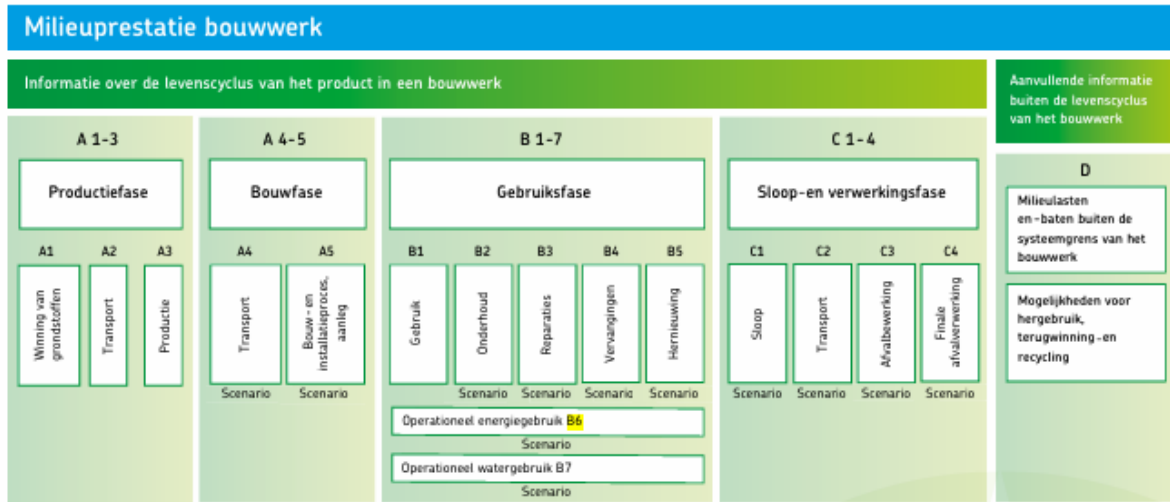 Milieuprestatie bouwwerk
Informatie over de levenscyclus van het product in een bouwwerk
Aanvullende informatie
buiten de levenscyclus
van het bouwwerk
A 1-3
Productiefase
A1
A2
A3
Winning van
grondstoffen
Transport
Productie
A 4-5
Bouwfase
A4
A5
Transport
Bouw-en
installatieproces,
aanleg
Scenario
Scenario
B 1-7
Gebruiksfase
B1
B2
B3
B4
B5
Gebruik
Onderhoud
Reparaties
Vervangingen
Hernieuwing
Scenario
Scenario
Scenario
Scenario
Operationeel energiegebruik B6
Scenario
Operationeel watergebruik B7
Scenario
C 1-4
Sloop-en verwerkingsfase
C1
C2
C3
C4
Sloop
Transport
Afvalbewerking
Finale
afvalverwerking
Scenario
Scenario
Scenario
Scenario
D
Milieulasten
en-baten buiten de
systeemgrens van het
bouwwerk
Mogelijkheden voor
hergebruik,
terugwinning-en
recycling